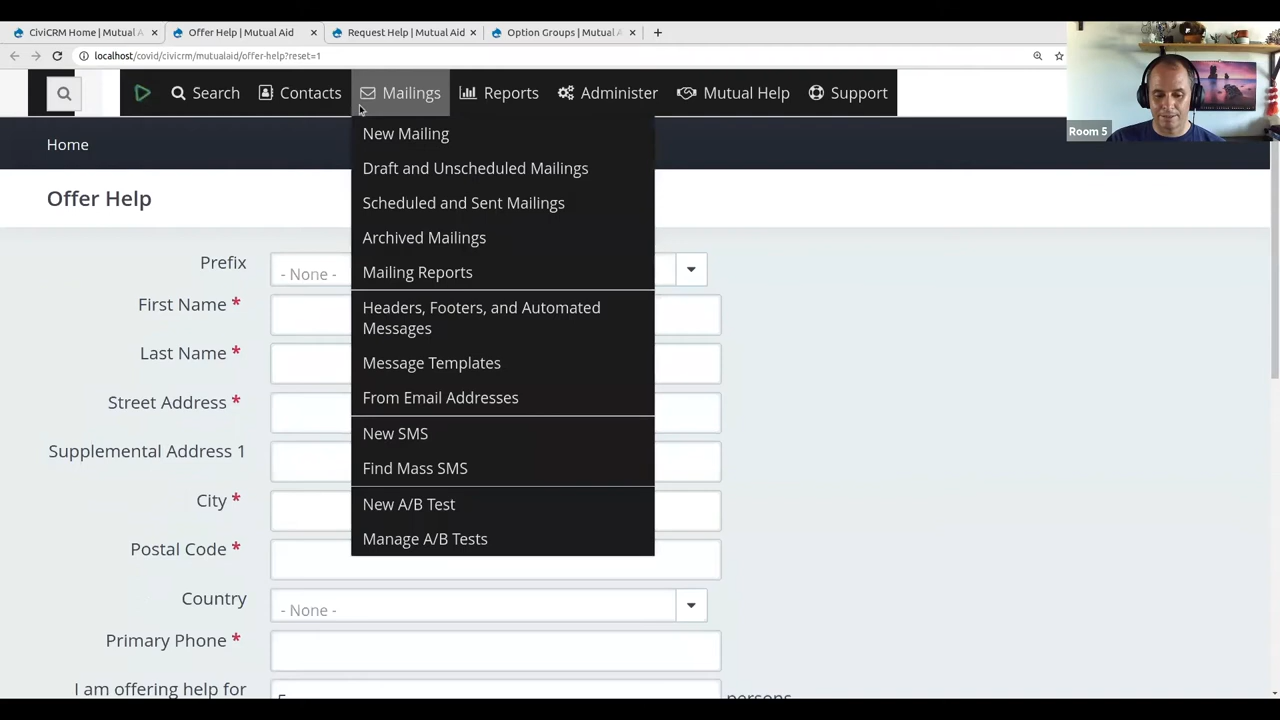 CiviCRM Home | Mutual A
Offer Help | Mutual Aid
Request Help | Mutual Aid
Option Groups | Mutual A
localhost/covid/civicrm/mutualaid/offer-help?reset=1
Search
Contacts
Mailings
Reports
Administer
Mutual Help
Support
Room 5
Home
New Mailing
Draft and Unscheduled Mailings
Scheduled and Sent Mailings
Archived Mailings
Mailing Reports
Headers, Footers, and Automated
Messages
Message Templates
From Email Addresses
New SMS
Find Mass SMS
New A/B Test
Manage A/B Tests
Offer Help
Prefix
- None -
First Name *
Last Name *
Street Address *
Supplemental Address 1
City *
Postal Code *
Country
- None -
Primary Phone *
I am offering help for
persons